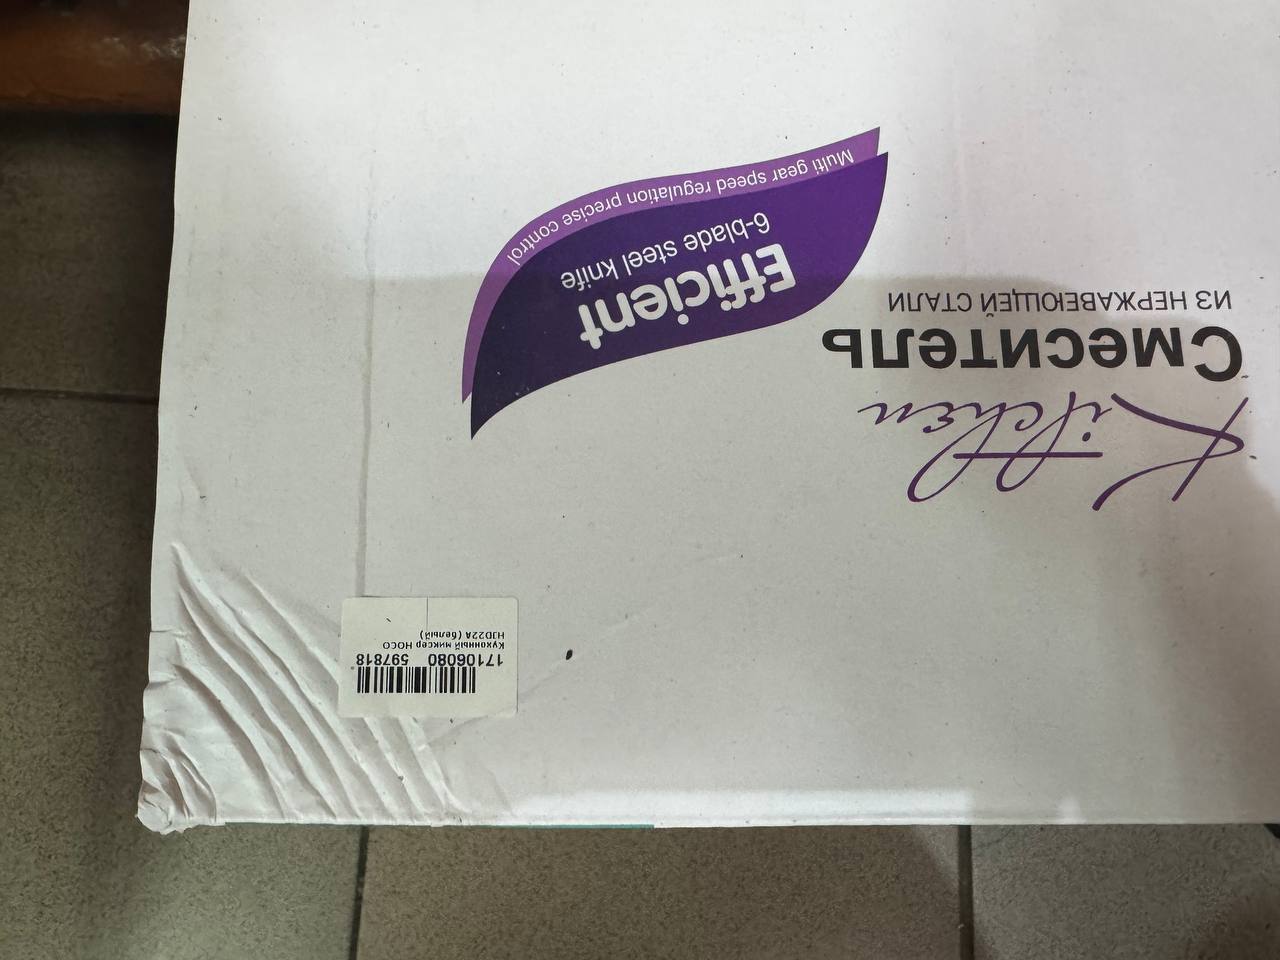 Kitchen
Смеситель
ИЗ НЕРЖАВЕЮЩЕЙ СТАЛИ
Efficient
6-blade steel knife
Multi gear speed regulation precise control
17106080 597818
Кухонный миксер HOCO
HJD22A (белый)